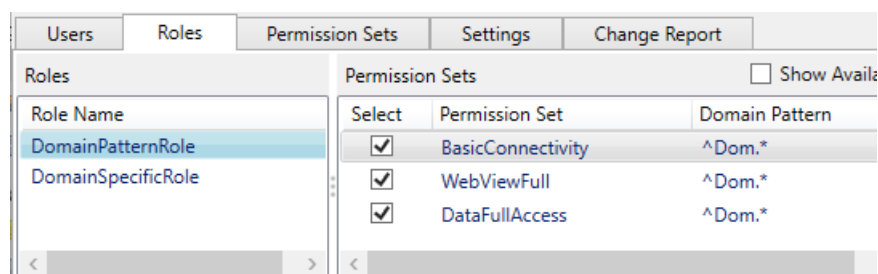 Users Roles Permission Sets Settings Change Report
Roles Permission Sets Show Availa
Role Name Select Permission Set Domain Pattern
DomainPatternRole BasicConnectivity ^Dom.*
DomainSpecificRole WebViewFull ^Dom.*
DataFullAccess ^Dom.*